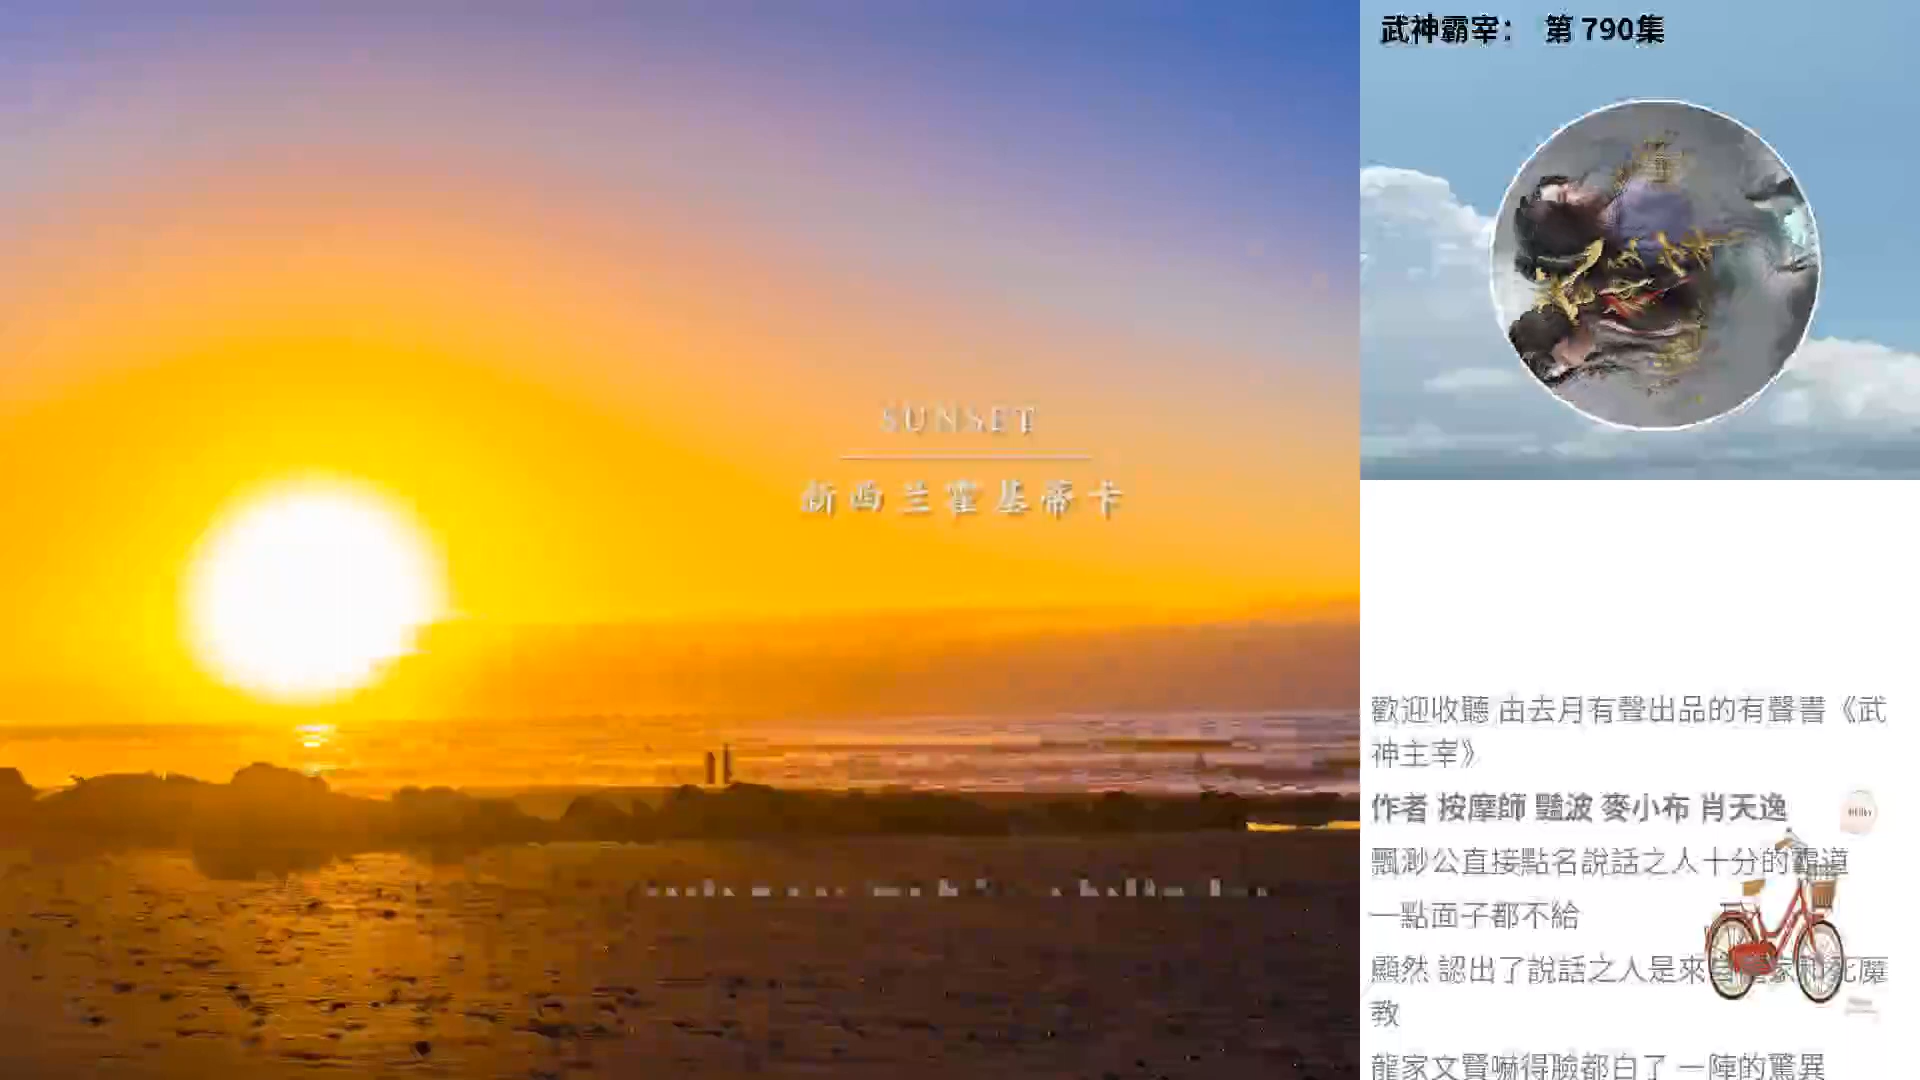 SUNSET
新西兰霍基蒂卡
武神霸宰： 第 790集
歡迎收聽 由去月有聲出品的有聲書《武
神主宰》
作者 按摩師 豔波 麥小布 肖天逸
飄渺公直接點名說話之人十分的霸道
一點面子都不給
顯然 認出了說話之人是來 死魔
教
龍家文賢嚇得臉都白了 一陣的驚異